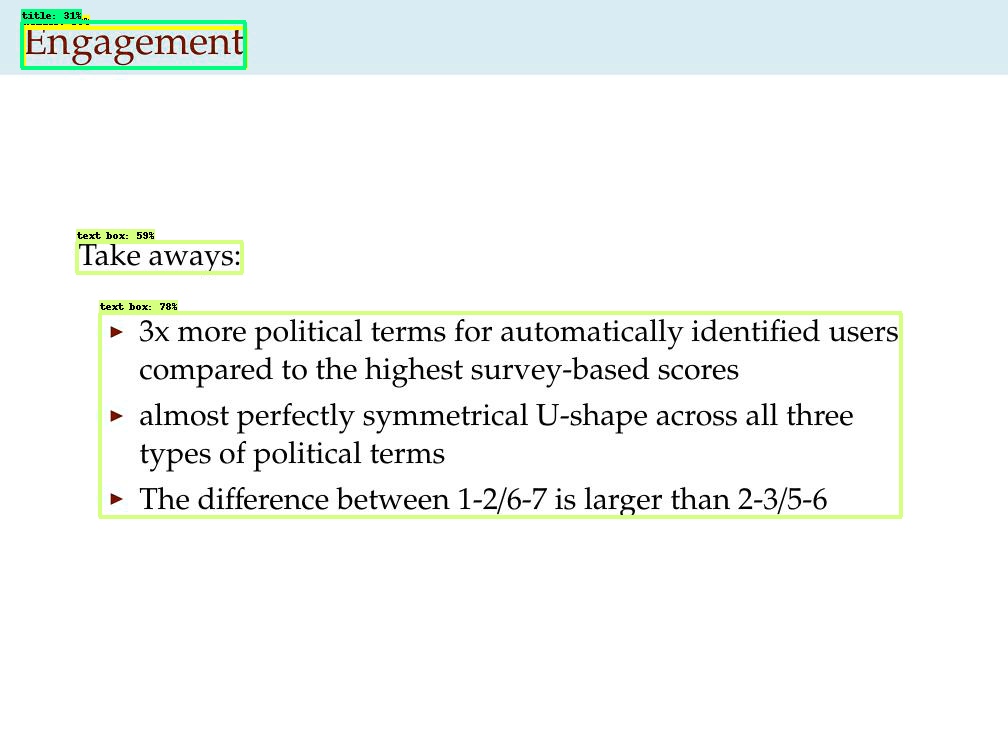 title: 31%
Engagement
text box: 59%
Take aways:
text box: 78%
▶ 3x more political terms for automatically identified users
compared to the highest survey-based scores
▶ almost perfectly symmetrical U-shape across all three
types of political terms
▶ The difference between 1-2/6-7 is larger than 2-3/5-6